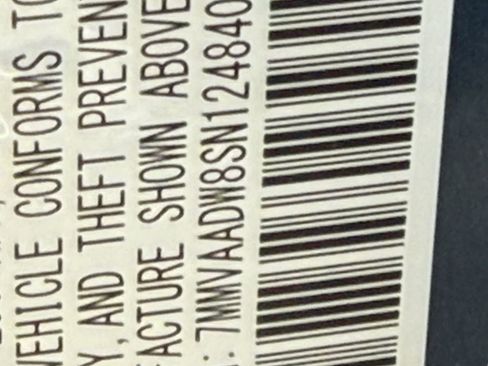 VEHICLE CONFORMS TO
Y, AND THEFT PREVEN
ACTURE SHOWN ABOVE
: 7MMVAADW8SN124840